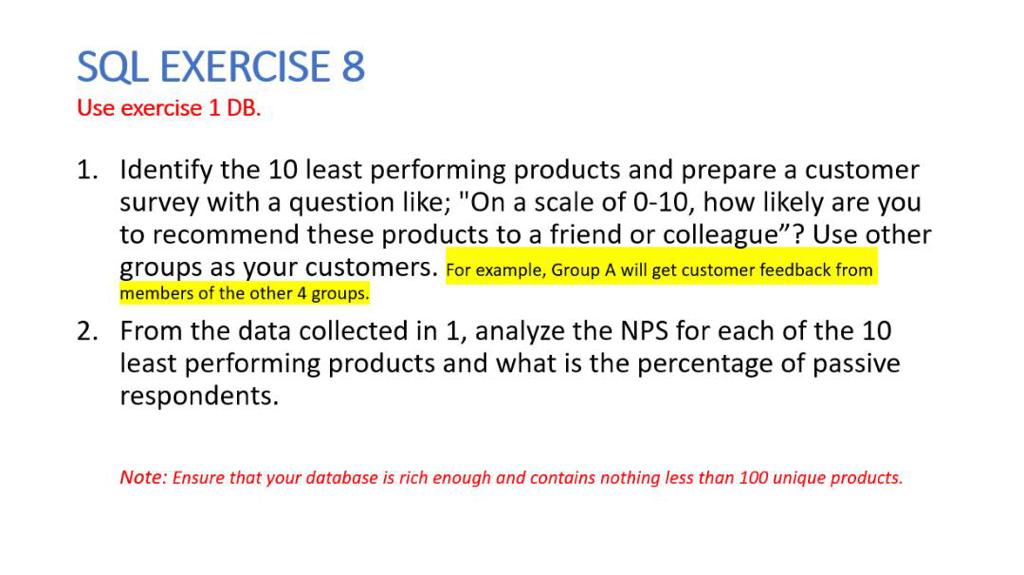 SQL EXERCISE 8
Use exercise 1 DB.
1. Identify the 10 least performing products and prepare a customer
survey with a question like; "On a scale of 0-10, how likely are you
to recommend these products to a friend or colleague”? Use other
groups as your customers. For example, Group A will get customer feedback from
members of the other 4 groups.
2. From the data collected in 1, analyze the NPS for each of the 10
least performing products and what is the percentage of passive
respondents.
Note: Ensure that your database is rich enough and contains nothing less than 100 unique products.